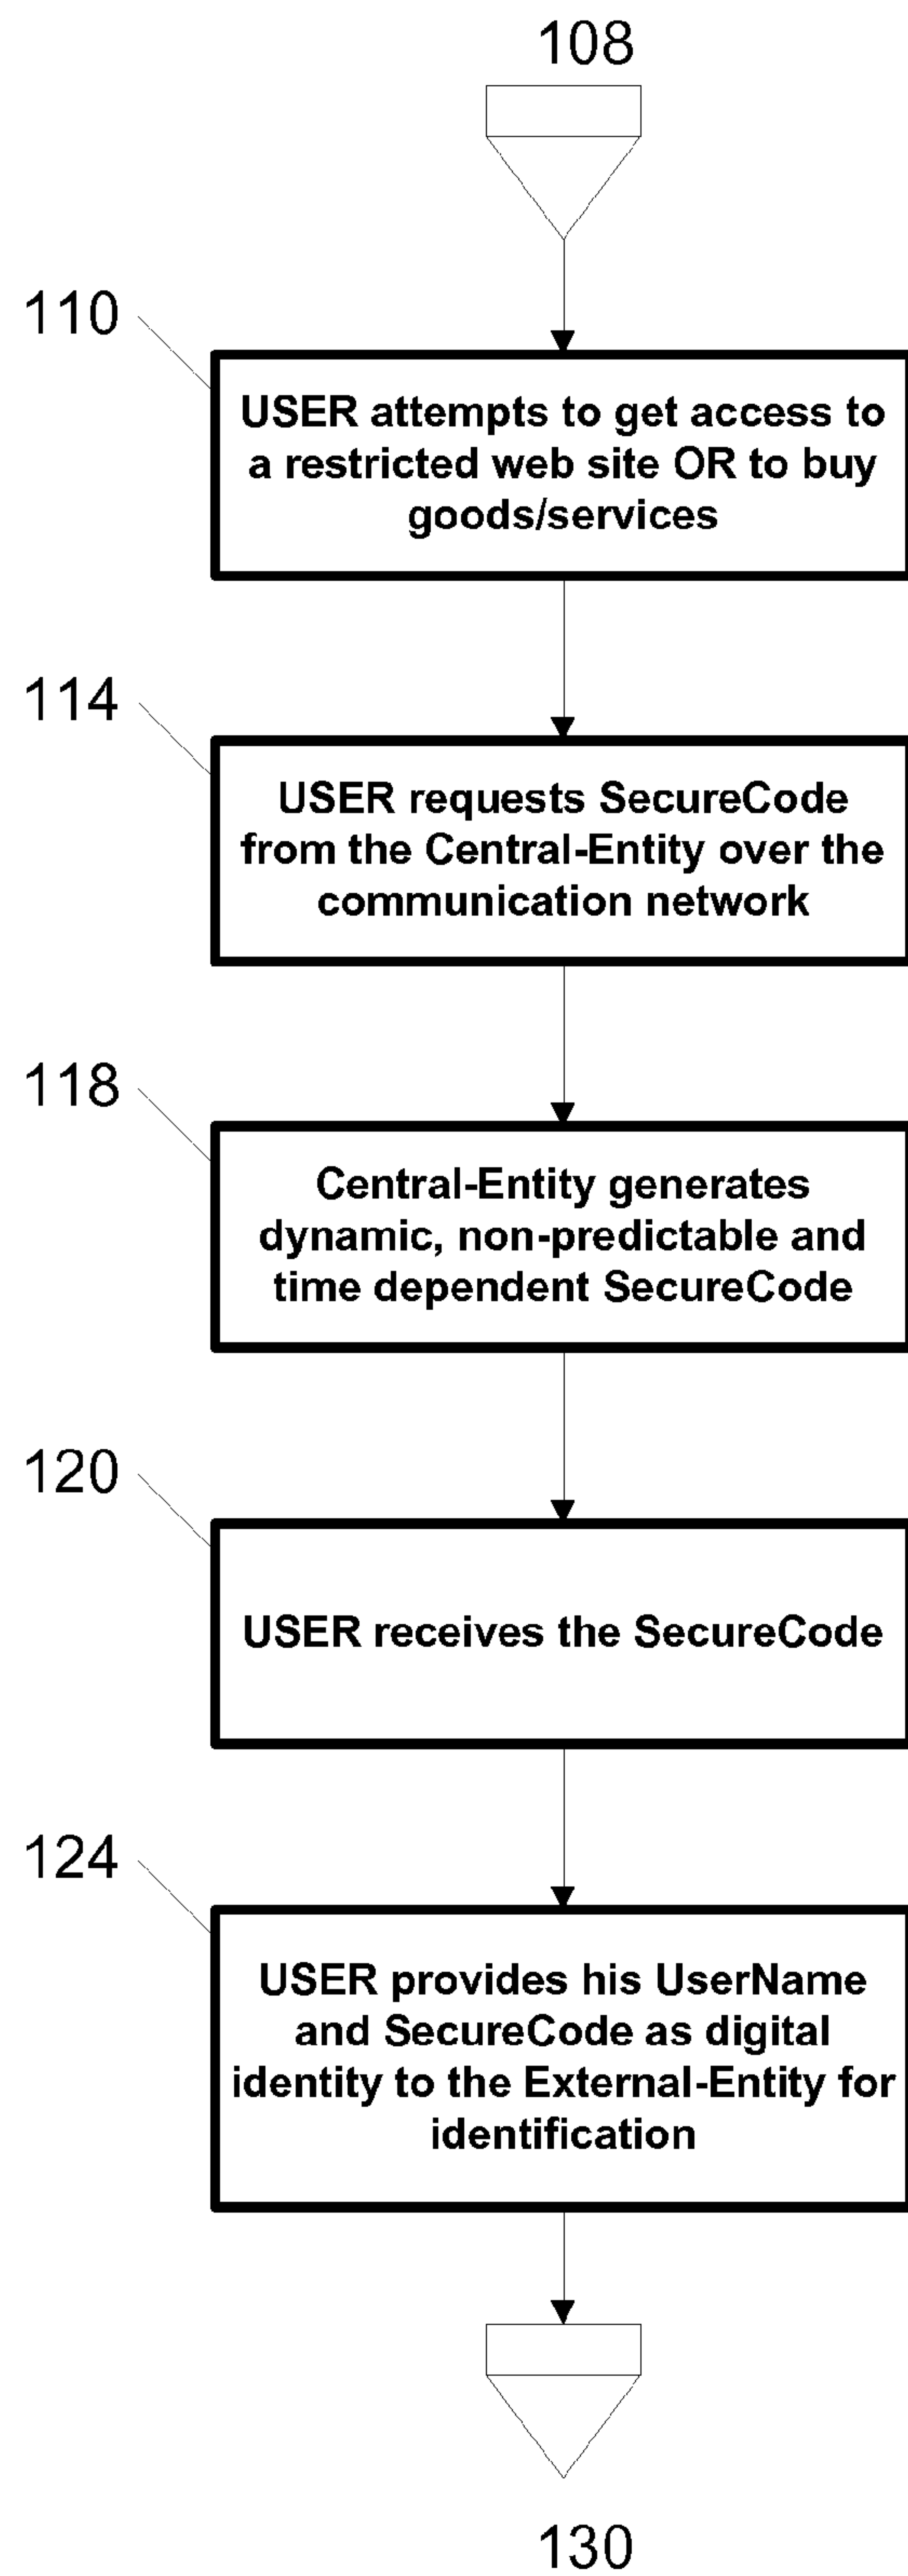 108
110
USER attempts to get access to
a restricted web site OR to buy
goods/services
114
USER requests SecureCode
from the Central-Entity over the
communication network
118
Central-Entity generates
dynamic, non-predictable and
time dependent SecureCode
120
USER receives the SecureCode
124
USER provides his UserName
and SecureCode as digital
identity to the External-Entity for
identification
130